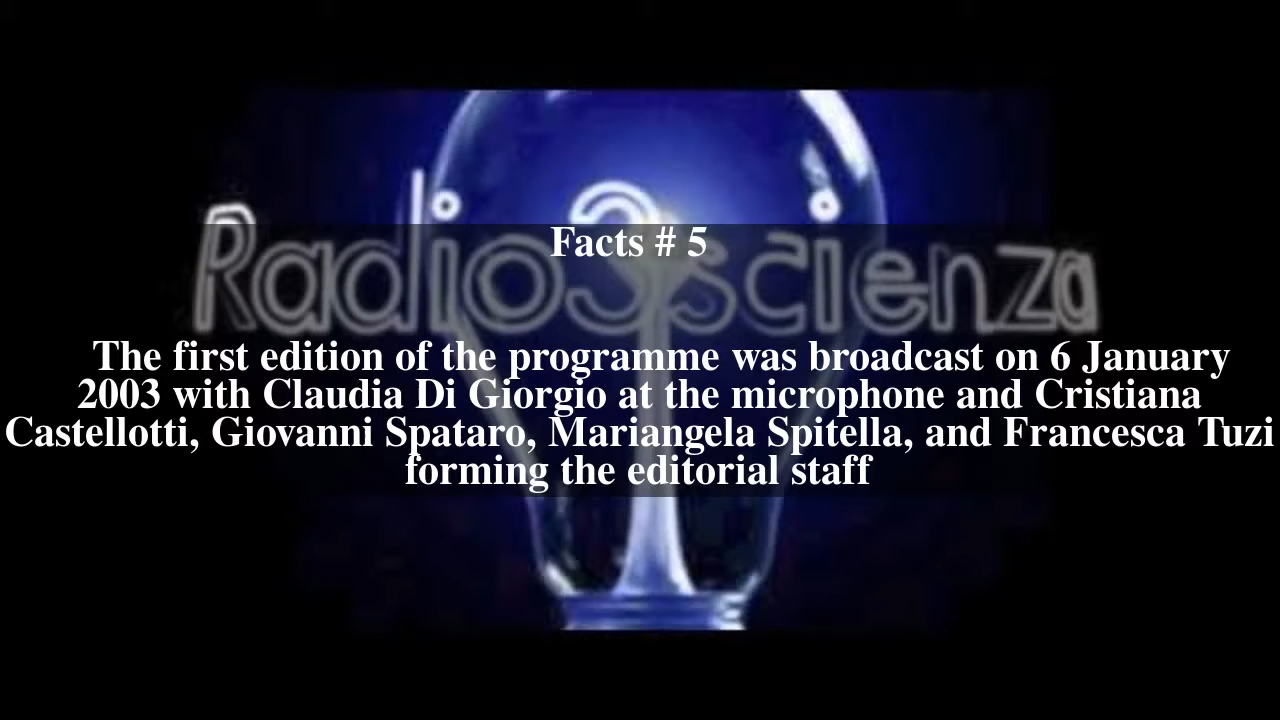 Facts # 5
Radio3scienza
The first edition of the programme was broadcast on 6 January
2003 with Claudia Di Giorgio at the microphone and Cristiana
Castellotti, Giovanni Spataro, Mariangela Spitella, and Francesca Tuzi
forming the editorial staff